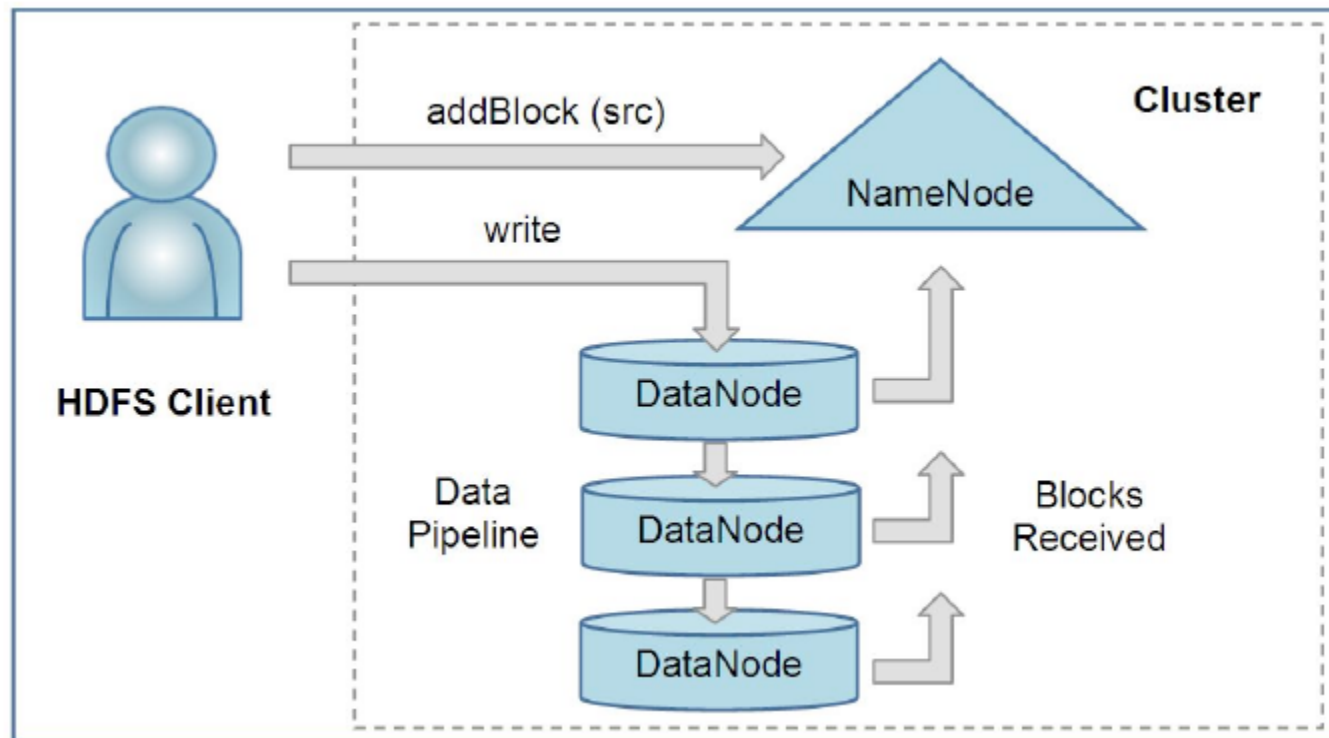 addBlock (src)
Cluster
NameNode
write
HDFS Client
DataNode
Data
Pipeline
DataNode
Blocks
Received
DataNode